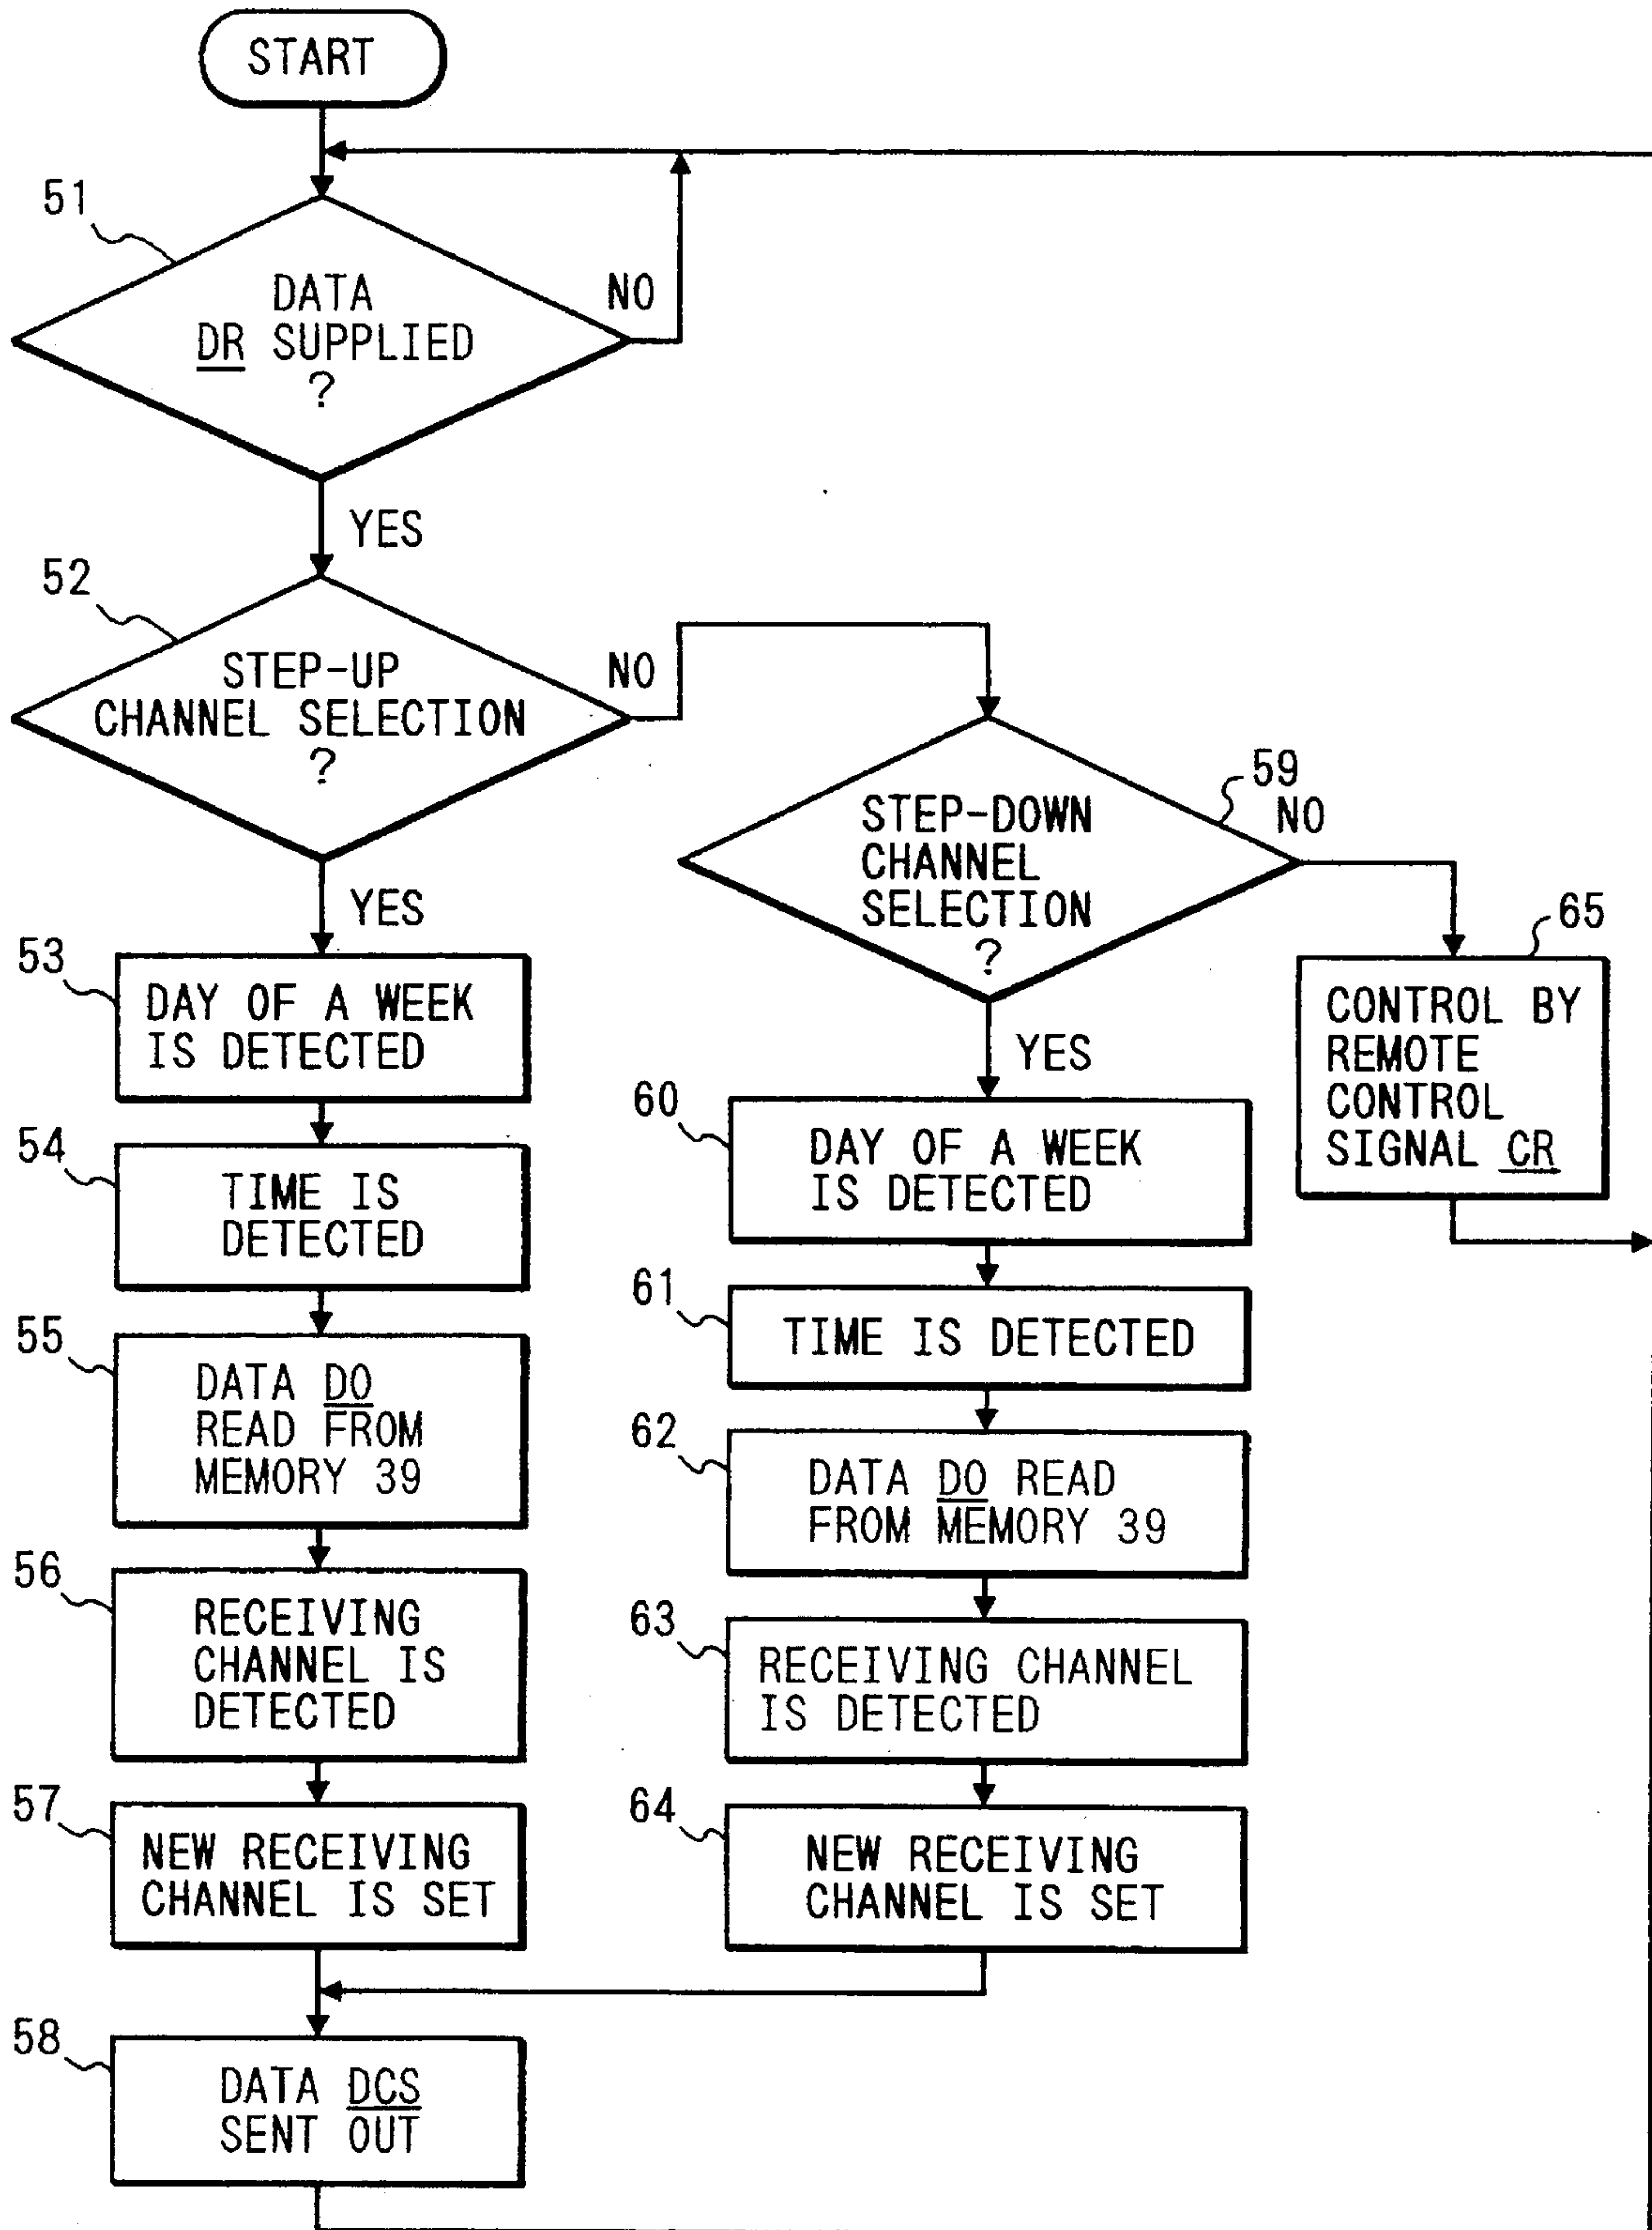 START
51
DATA
DR SUPPLIED
?
NO
YES
52
STEP-UP
CHANNEL SELECTION
?
NO
YES
59
STEP-DOWN
CHANNEL
SELECTION
?
NO
YES
65
CONTROL BY
REMOTE
CONTROL
SIGNAL CR
53
DAY OF A WEEK
IS DETECTED
54
TIME IS
DETECTED
55
DATA DO
READ FROM
MEMORY 39
56
RECEIVING
CHANNEL IS
DETECTED
57
NEW RECEIVING
CHANNEL IS SET
60
DAY OF A WEEK
IS DETECTED
61
TIME IS DETECTED
62
DATA DO READ
FROM MEMORY 39
63
RECEIVING CHANNEL
IS DETECTED
64
NEW RECEIVING
CHANNEL IS SET
58
DATA DCS
SENT OUT